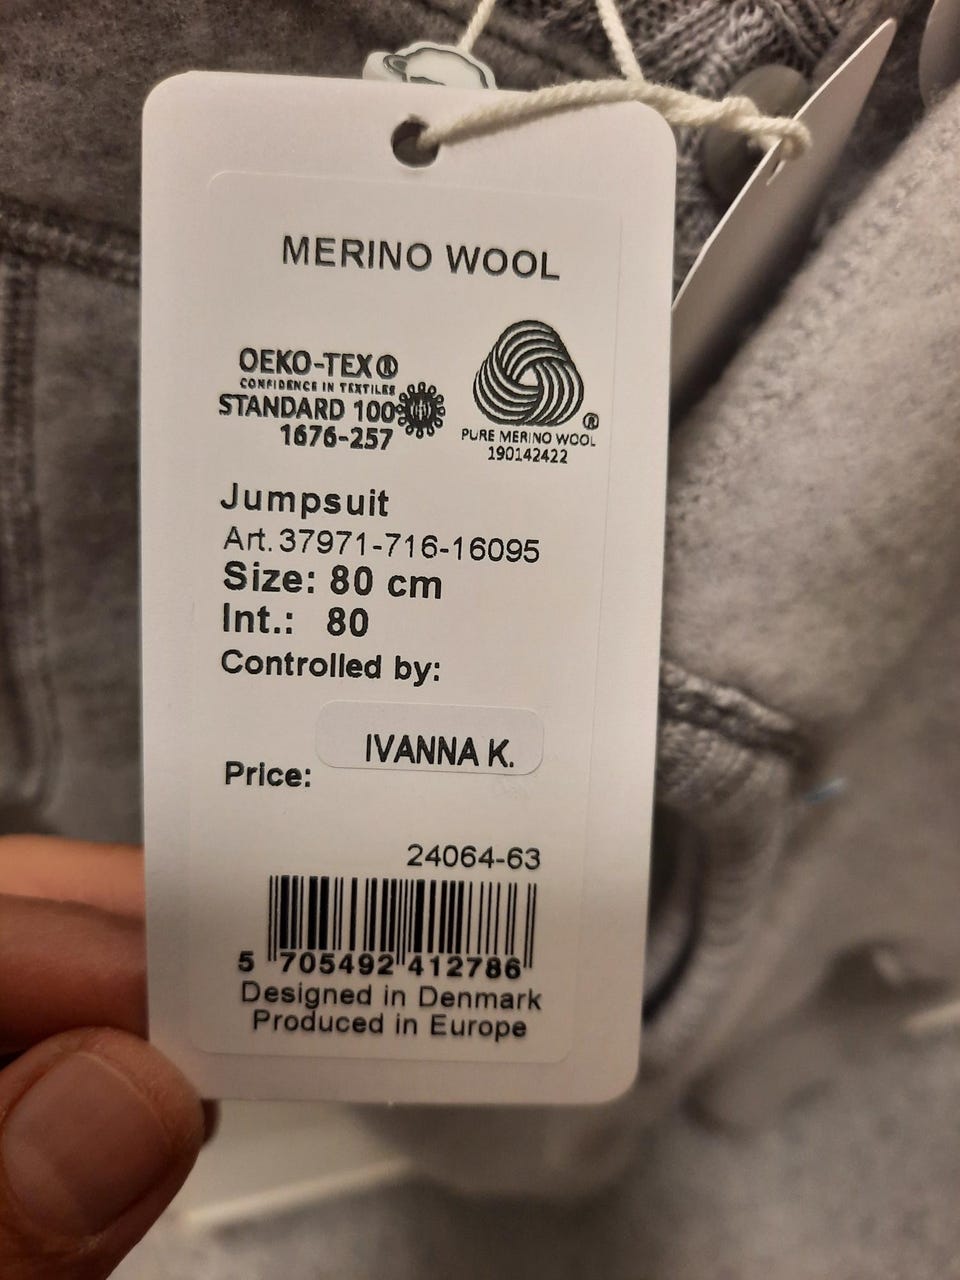 MERINO WOOL
OEKO-TEX®
CONFIDENCE IN TEXTILES
STANDARD 100
1676-257
®
PURE MERINO WOOL
190142422
Jumpsuit
Art. 37971-716-16095
Size: 80 cm
Int.: 80
Controlled by:
IVANNA K.
Price:
24064-63
5 705492 412786
Designed in Denmark
Produced in Europe